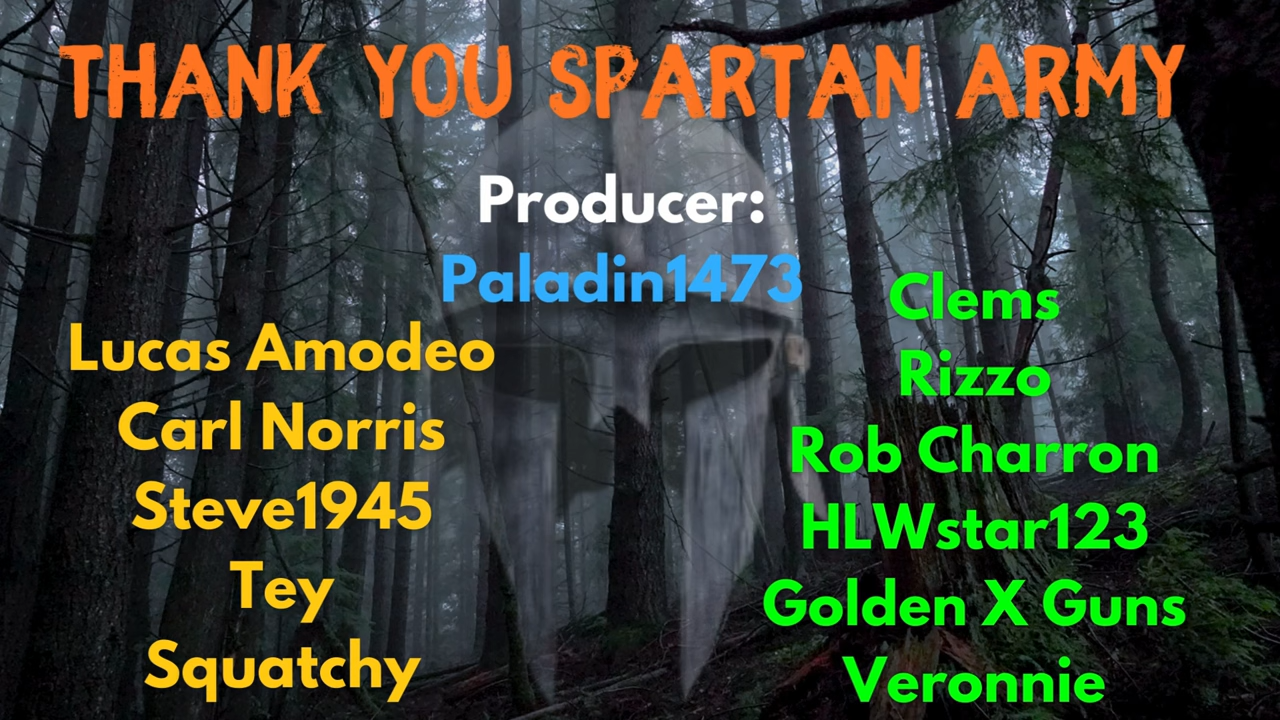 THANK YOU SPARTAN ARMY
Producer:
Paladin1473
Lucas Amodeo
Carl Norris
Steve1945
Tey
Squatchy
Clems
Rizzo
Rob Charron
HLWstar123
Golden X Guns
Veronnie